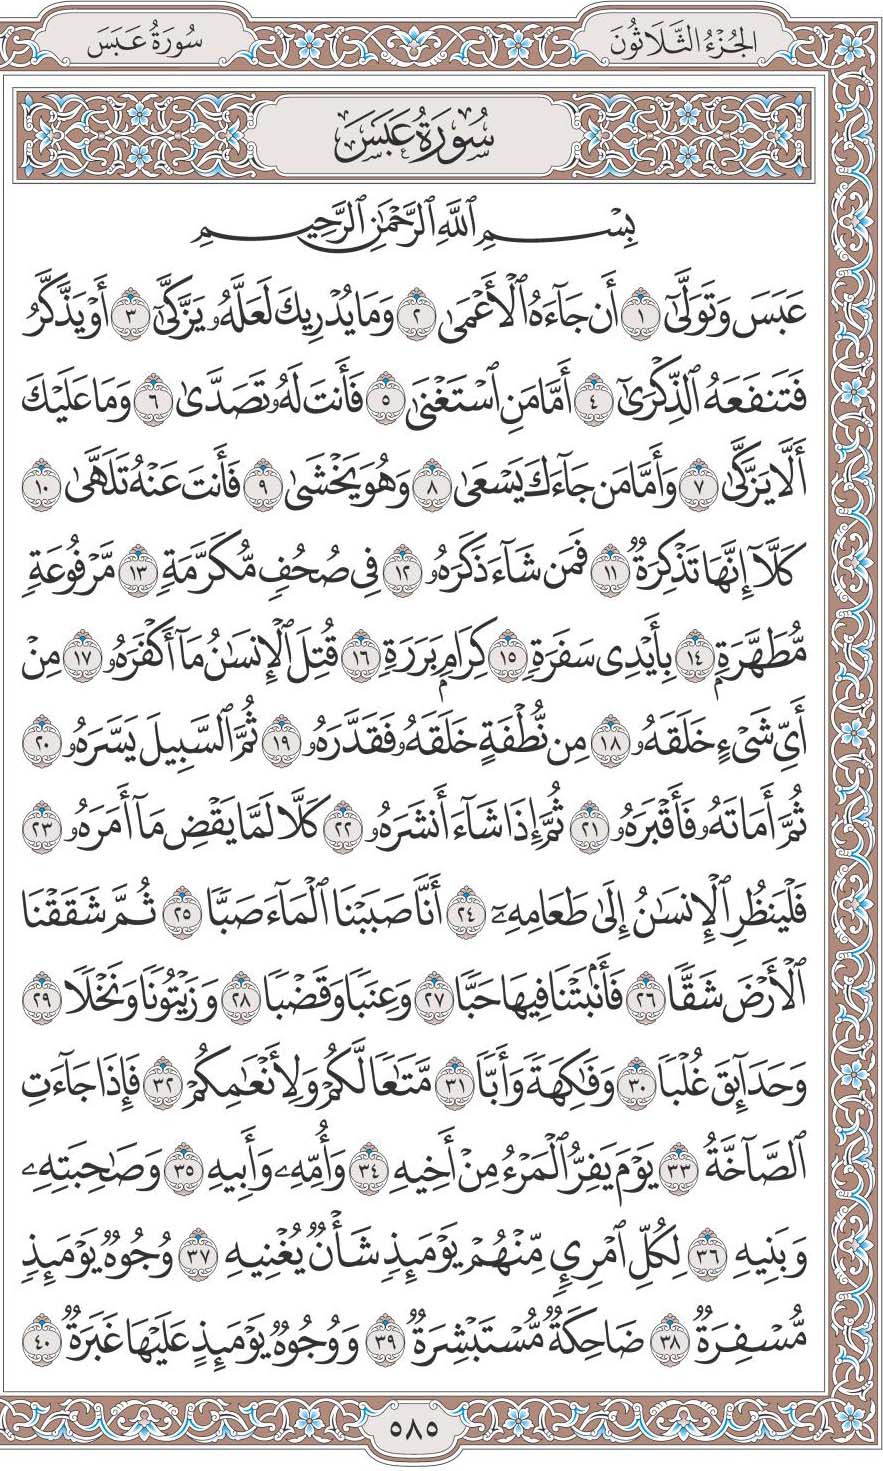 الجُزْءُ الثَّلَاثُونَ
سُورَةُ عَبَسَ
سُورَةُ عَبَسَ
بِسْمِ ٱللَّهِ ٱلرَّحْمَٰنِ ٱلرَّحِيمِ
عَبَسَ وَتَوَلَّىٰٓ ١ أَن جَآءَهُ ٱلْأَعْمَىٰ ٢ وَمَا يُدْرِيكَ لَعَلَّهُۥ يَزَّكَّىٰٓ ٣ أَوْ يَذَّكَّرُ
فَتَنفَعَهُ ٱلذِّكْرَىٰٓ ٤ أَمَّا مَنِ ٱسْتَغْنَىٰ ٥ فَأَنتَ لَهُۥ تَصَدَّىٰ ٦ وَمَا عَلَيْكَ
أَلَّا يَزَّكَّىٰ ٧ وَأَمَّا مَن جَآءَكَ يَسْعَىٰ ٨ وَهُوَ يَخْشَىٰ ٩ فَأَنتَ عَنْهُ تَلَهَّىٰ ١٠
كَلَّآ إِنَّهَا تَذْكِرَةٌ ١١ فَمَن شَآءَ ذَكَرَهُۥ ١٢ فِى صُحُفٍ مُّكَرَّمَةٍ ١٣ مَّرْفُوعَةٍ
مُّطَهَّرَةٍۭ ١٤ بِأَيْدِى سَفَرَةٍ ١٥ كِرَامٍۭ بَرَرَةٍ ١٦ قُتِلَ ٱلْإِنسَٰنُ مَآ أَكْفَرَهُۥ ١٧ مِنْ
أَىِّ شَىْءٍ خَلَقَهُۥ ١٨ مِن نُّطْفَةٍ خَلَقَهُۥ فَقَدَّرَهُۥ ١٩ ثُمَّ ٱلسَّبِيلَ يَسَّرَهُۥ ٢٠
ثُمَّ أَمَاتَهُۥ فَأَقْبَرَهُۥ ٢١ ثُمَّ إِذَا شَآءَ أَنشَرَهُۥ ٢٢ كَلَّا لَمَّا يَقْضِ مَآ أَمَرَهُۥ ٢٣
فَلْيَنظُرِ ٱلْإِنسَٰنُ إِلَىٰ طَعَامِهِۦٓ ٢٤ أَنَّا صَبَبْنَا ٱلْمَآءَ صَبًّا ٢٥ ثُمَّ شَقَقْنَا
ٱلْأَرْضَ شَقًّا ٢٦ فَأَنۢبَتْنَا فِيهَا حَبًّا ٢٧ وَعِنَبًا وَقَضْبًا ٢٨ وَزَيْتُونًا وَنَخْلًا ٢٩
وَحَدَآئِقَ غُلْبًا ٣٠ وَفَٰكِهَةً وَأَبًّا ٣١ مَّتَٰعًا لَّكُمْ وَلِأَنْعَٰمِكُمْ ٣٢ فَإِذَا جَآءَتِ
ٱلصَّآخَّةُ ٣٣ يَوْمَ يَفِرُّ ٱلْمَرْءُ مِنْ أَخِيهِ ٣٤ وَأُمِّهِۦ وَأَبِيهِ ٣٥ وَصَٰحِبَتِهِۦ
وَبَنِيهِ ٣٦ لِكُلِّ ٱمْرِئٍ مِّنْهُمْ يَوْمَئِذٍ شَأْنٌ يُغْنِيهِ ٣٧ وُجُوهٌ يَوْمَئِذٍ
مُّسْفِرَةٌ ٣٨ ضَاحِكَةٌ مُّسْتَبْشِرَةٌ ٣٩ وَوُجُوهٌ يَوْمَئِذٍ عَلَيْهَا غَبَرَةٌ ٤٠
٥٨٥